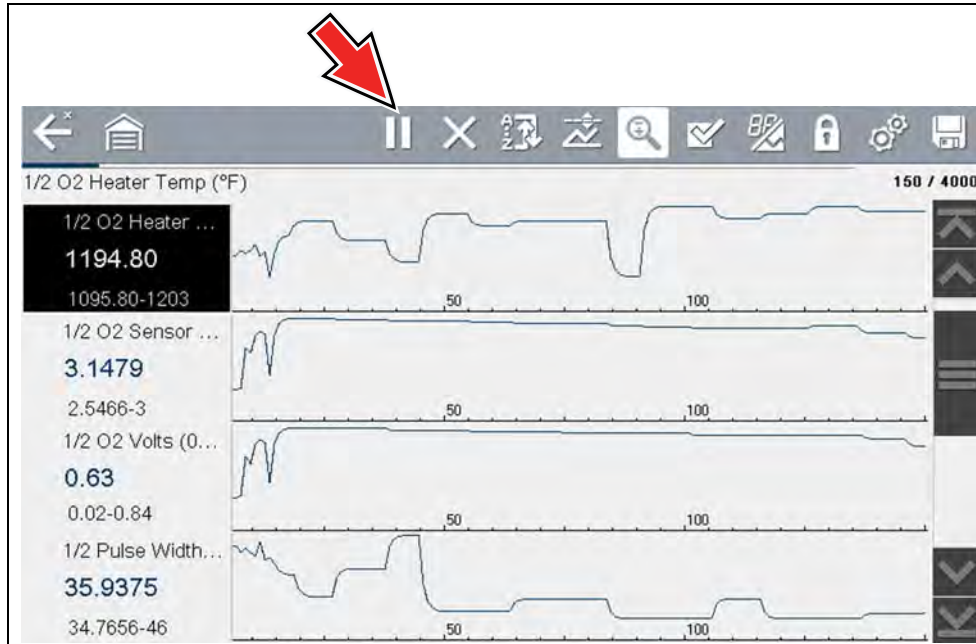 1/2 O2 Heater Temp (°F)
150 / 4000
1/2 O2 Heater ...
1194.80
1095.80-1203
50
100
1/2 O2 Sensor ...
3.1479
2.5466-3
50
100
1/2 O2 Volts (0...
0.63
0.02-0.84
50
100
1/2 Pulse Width...
35.9375
34.7656-46
50
100